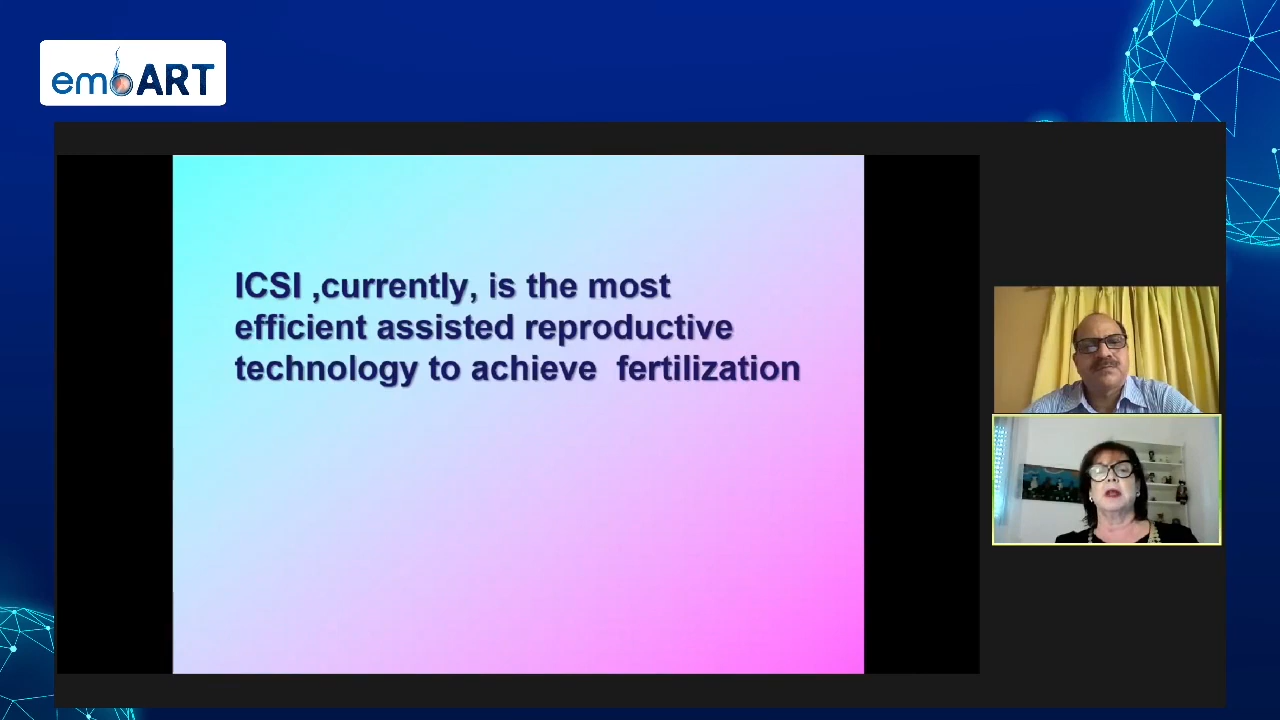 embART
ICSI ,currently, is the most
efficient assisted reproductive
technology to achieve  fertilization